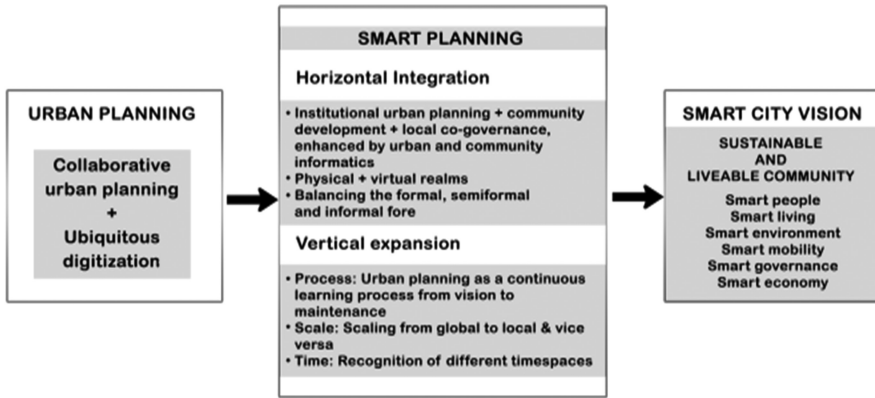 URBAN PLANNING
Collaborative
urban planning
+
Ubiquitous
digitization
SMART PLANNING
Horizontal Integration
• Institutional urban planning + community
development + local co-governance,
enhanced by urban and community
informatics
• Physical + virtual realms
• Balancing the formal, semiformal
and informal fore
Vertical expansion
• Process: Urban planning as a continuous
learning process from vision to
maintenance
• Scale: Scaling from global to local & vice
versa
• Time: Recognition of different timespaces
SMART CITY VISION
SUSTAINABLE
AND
LIVEABLE COMMUNITY
Smart people
Smart living
Smart environment
Smart mobility
Smart governance
Smart economy